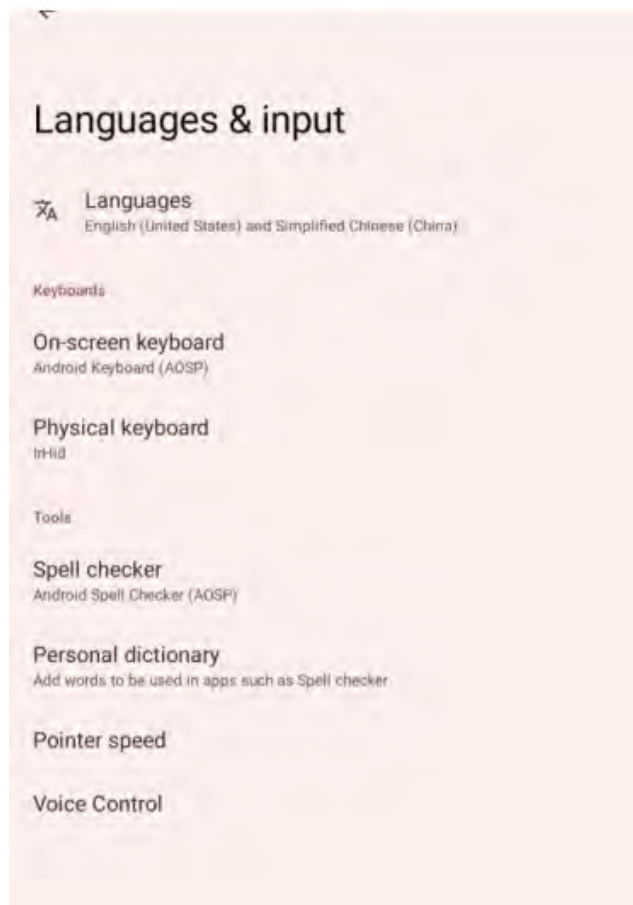 Languages & input
Languages
English (United States) and Simplified Chinese (China)
Keyboards
On-screen keyboard
Android Keyboard (AOSP)
Physical keyboard
IrHid
Tools
Spell checker
Android Spell Checker (AOSP)
Personal dictionary
Add words to be used in apps such as Spell checker
Pointer speed
Voice Control